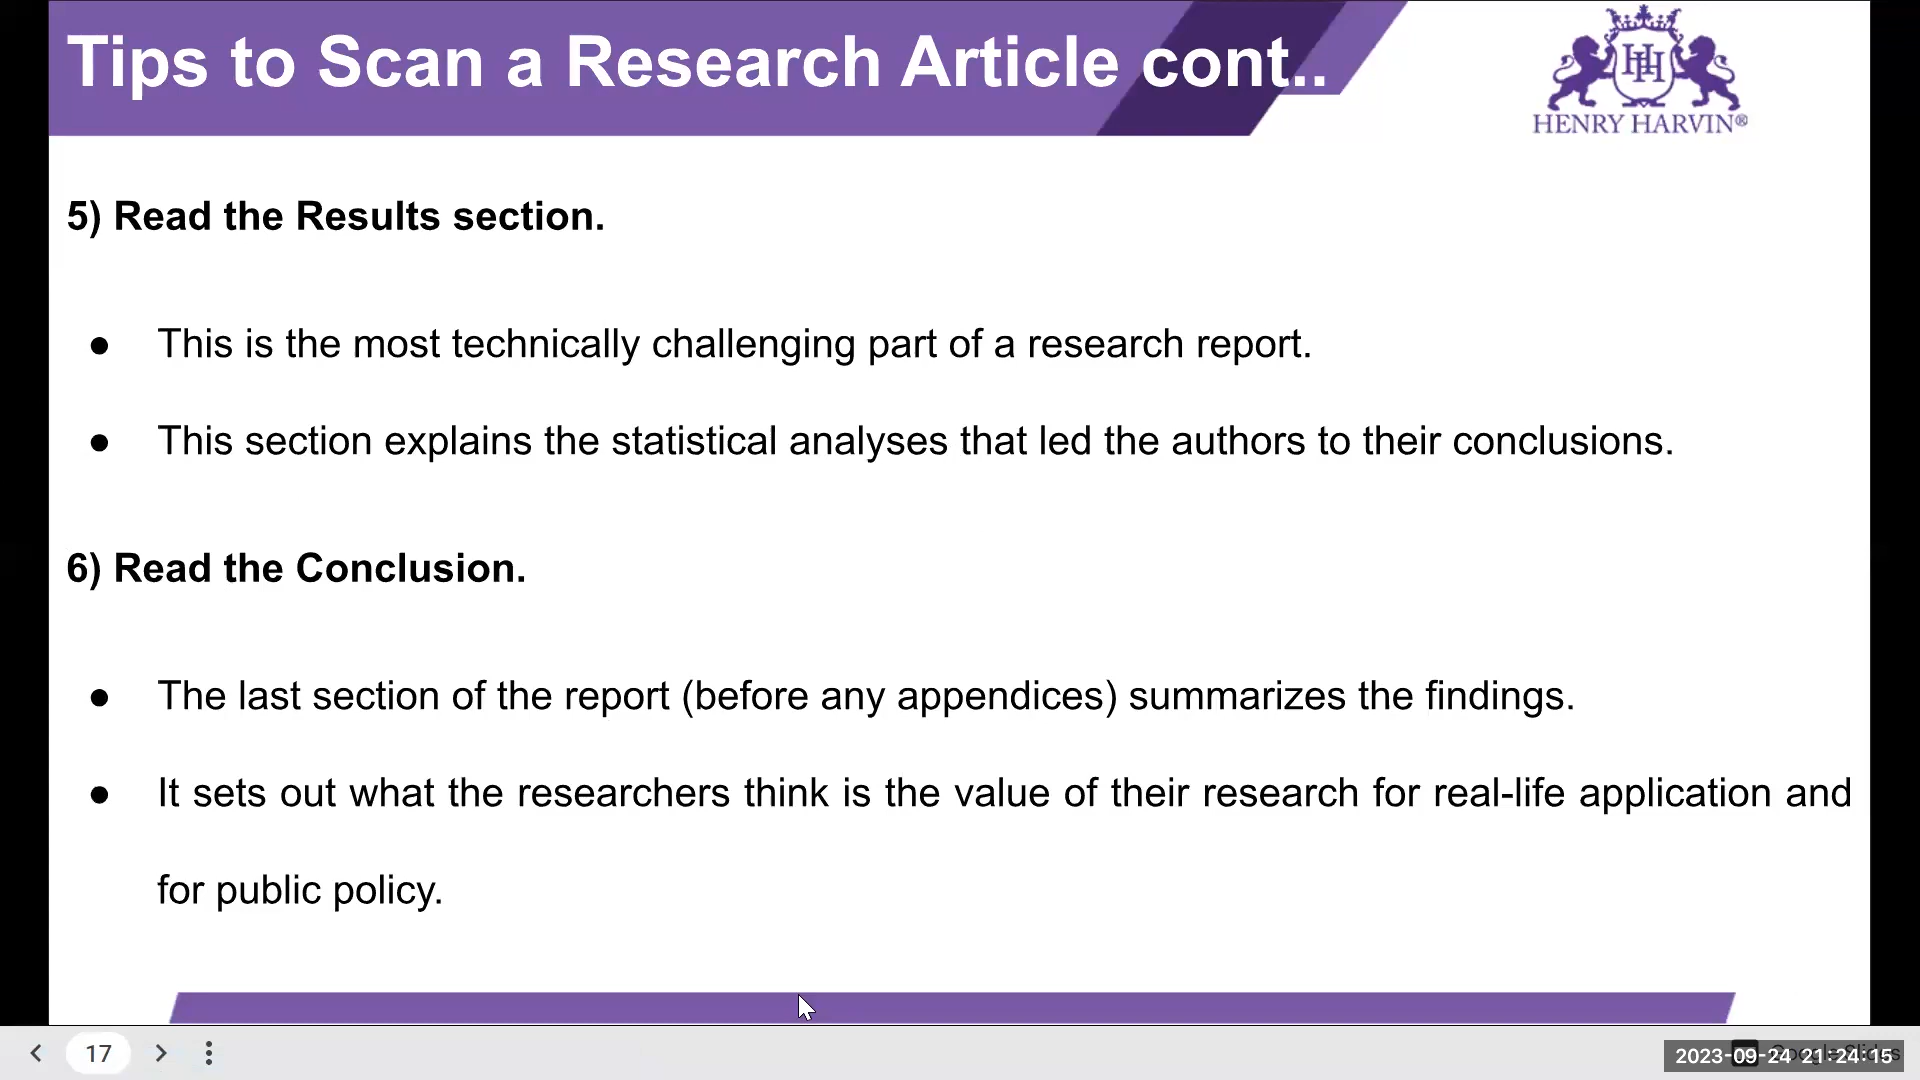 Tips to Scan a Research Article cont..
HH
HENRY HARVIN®
5) Read the Results section.
● This is the most technically challenging part of a research report.
● This section explains the statistical analyses that led the authors to their conclusions.
6) Read the Conclusion.
● The last section of the report (before any appendices) summarizes the findings.
● It sets out what the researchers think is the value of their research for real-life application and
for public policy.
17
2023-09-24 21:24:15
Google Slides